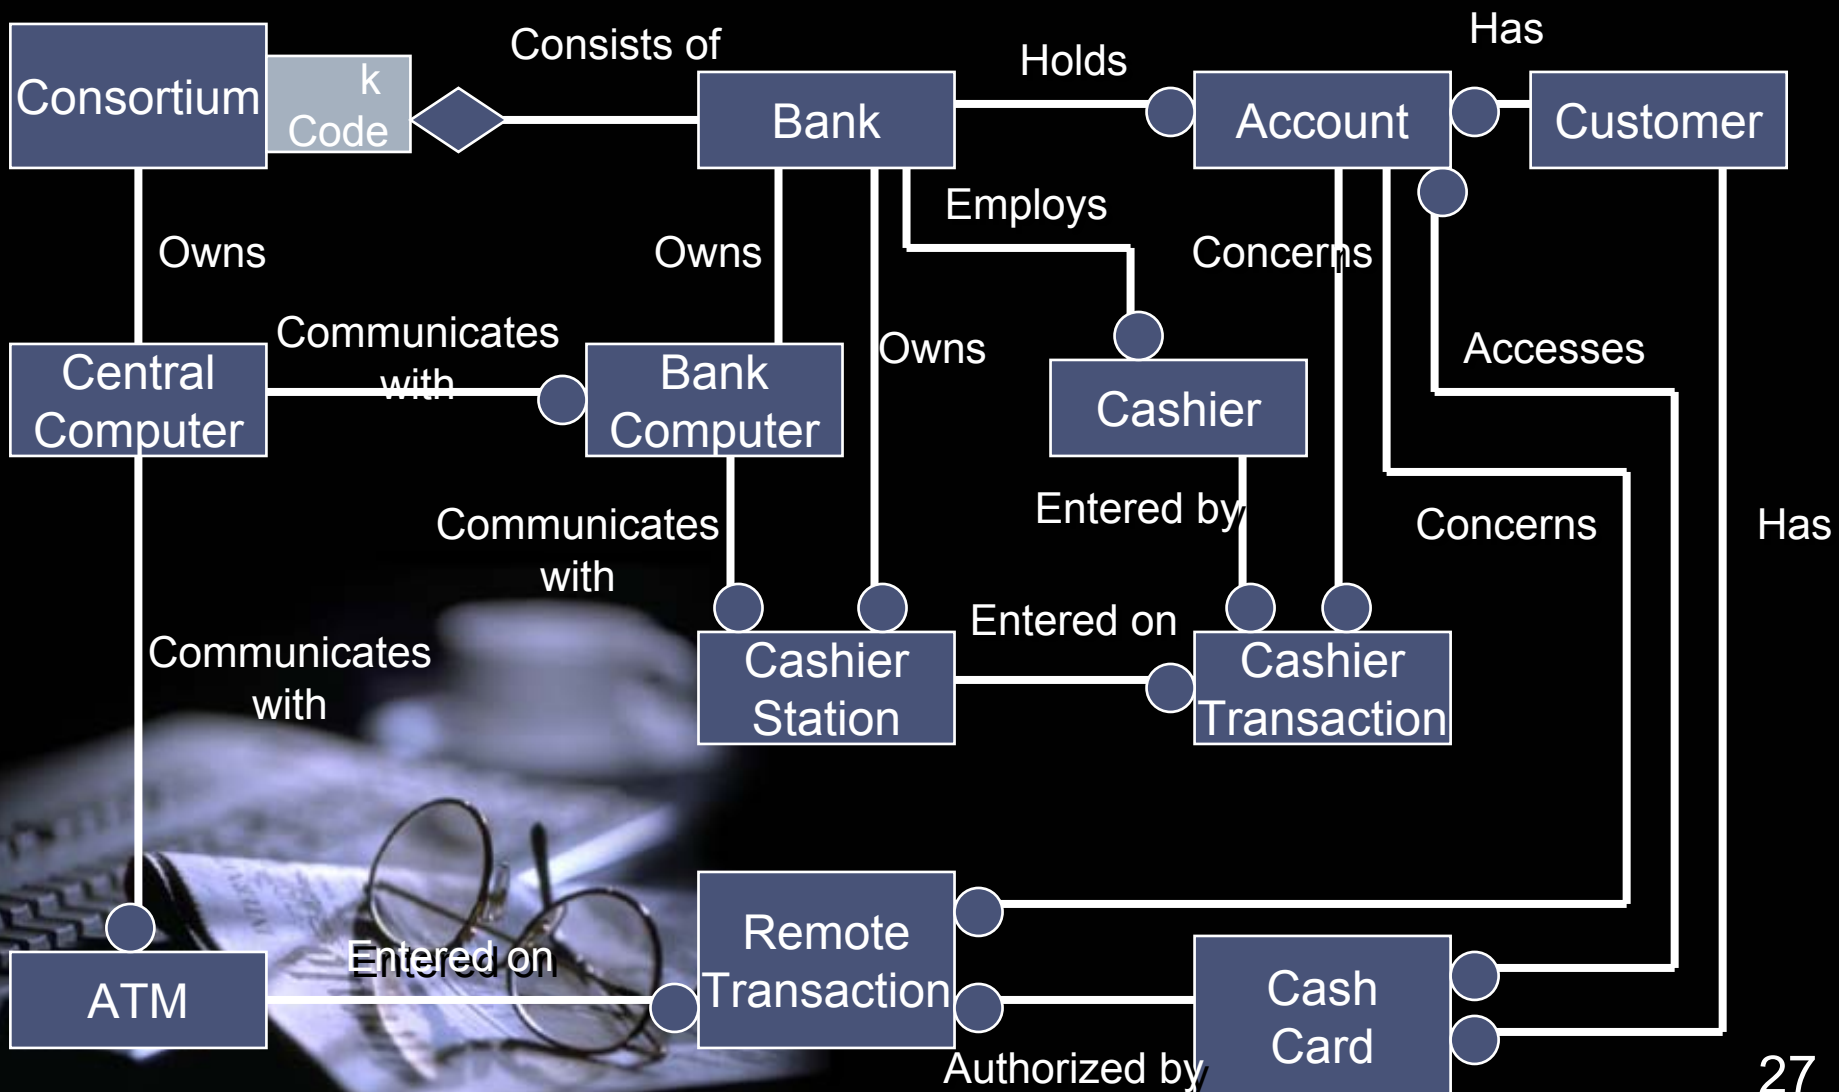 Has
Consists of
Holds
Consortium
k
Code
Bank
Account
Customer
Employs
Owns
Owns
Concerns
Communicates
with
Owns
Accesses
Central
Computer
Bank
Computer
Cashier
Entered by
Communicates
with
Concerns
Has
Entered on
Communicates
with
Cashier
Station
Cashier
Transaction
Remote
Transaction
Entered on
ATM
Cash
Card
Authorized by
27